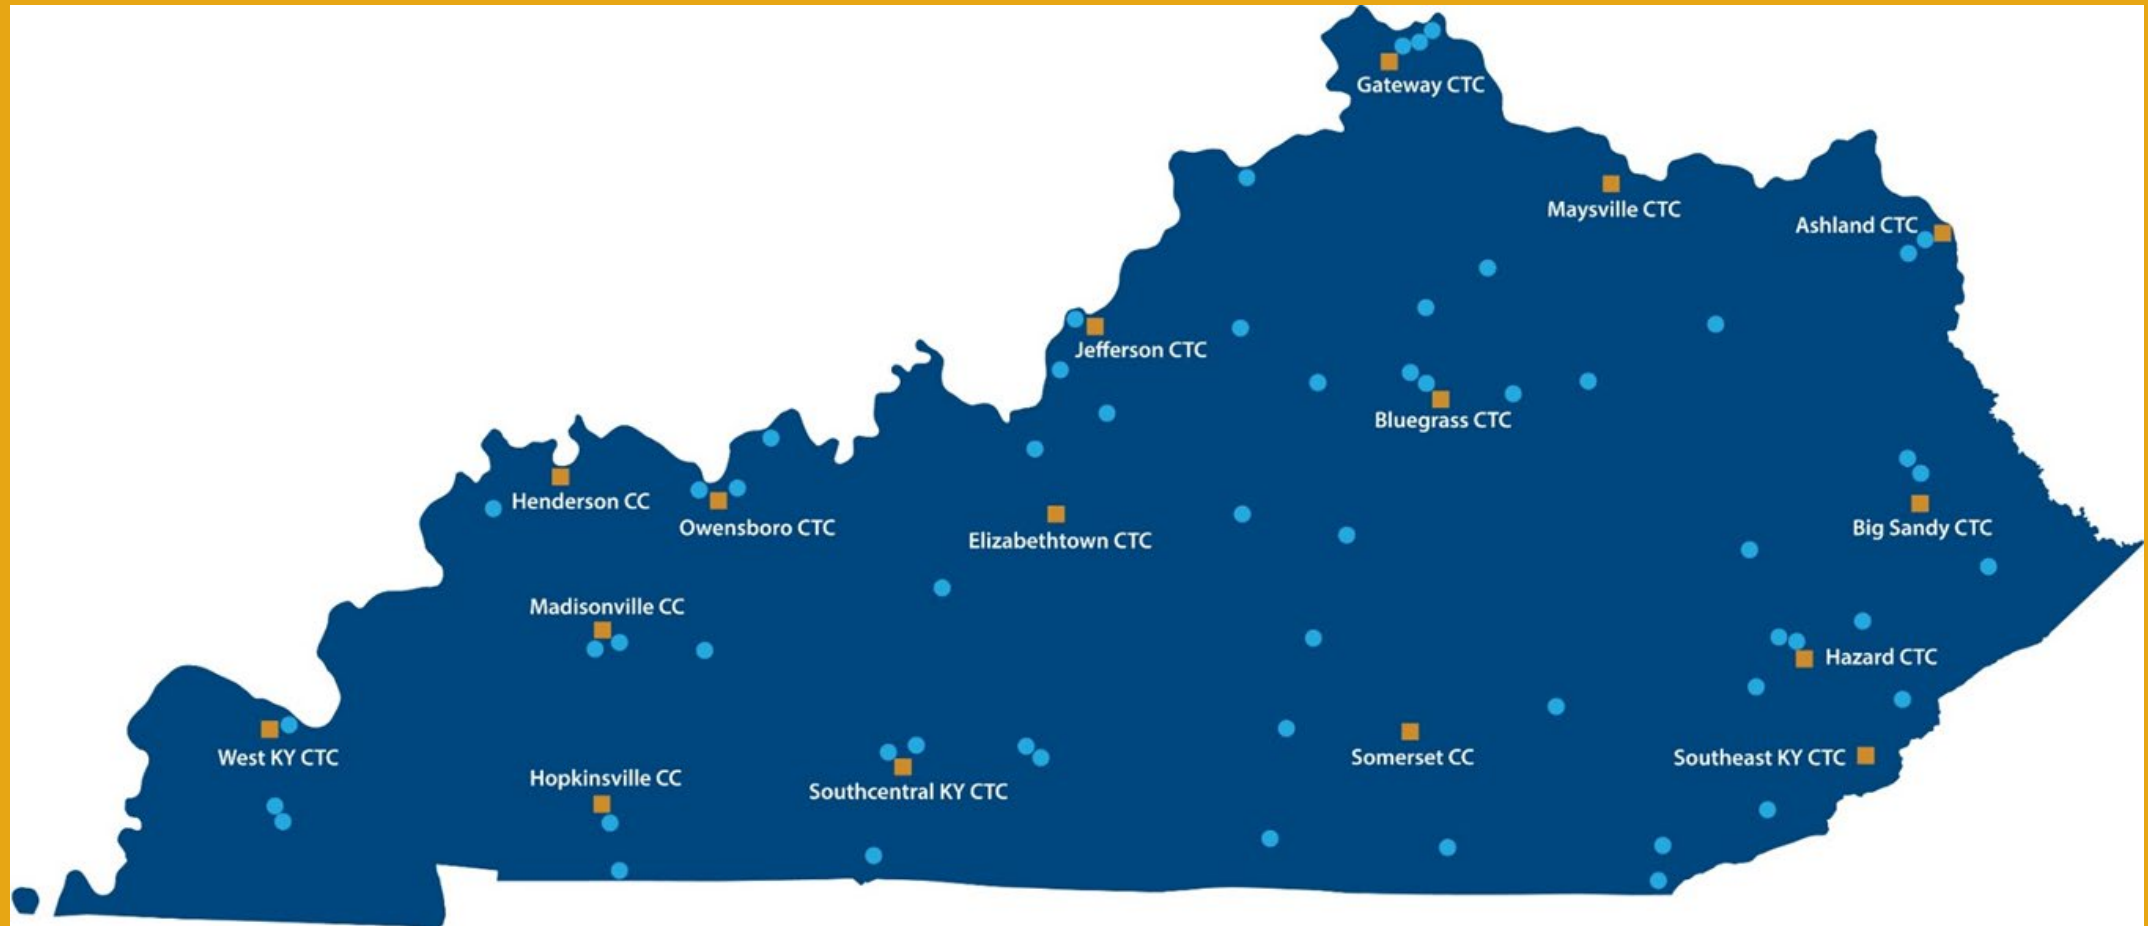 Gateway CTC
Maysville CTC
Ashland CTC
Jefferson CTC
Bluegrass CTC
Henderson CC
Owensboro CTC
Elizabethtown CTC
Big Sandy CTC
Madisonville CC
Hazard CTC
West KY CTC
Hopkinsville CC
Southcentral KY CTC
Somerset CC
Southeast KY CTC